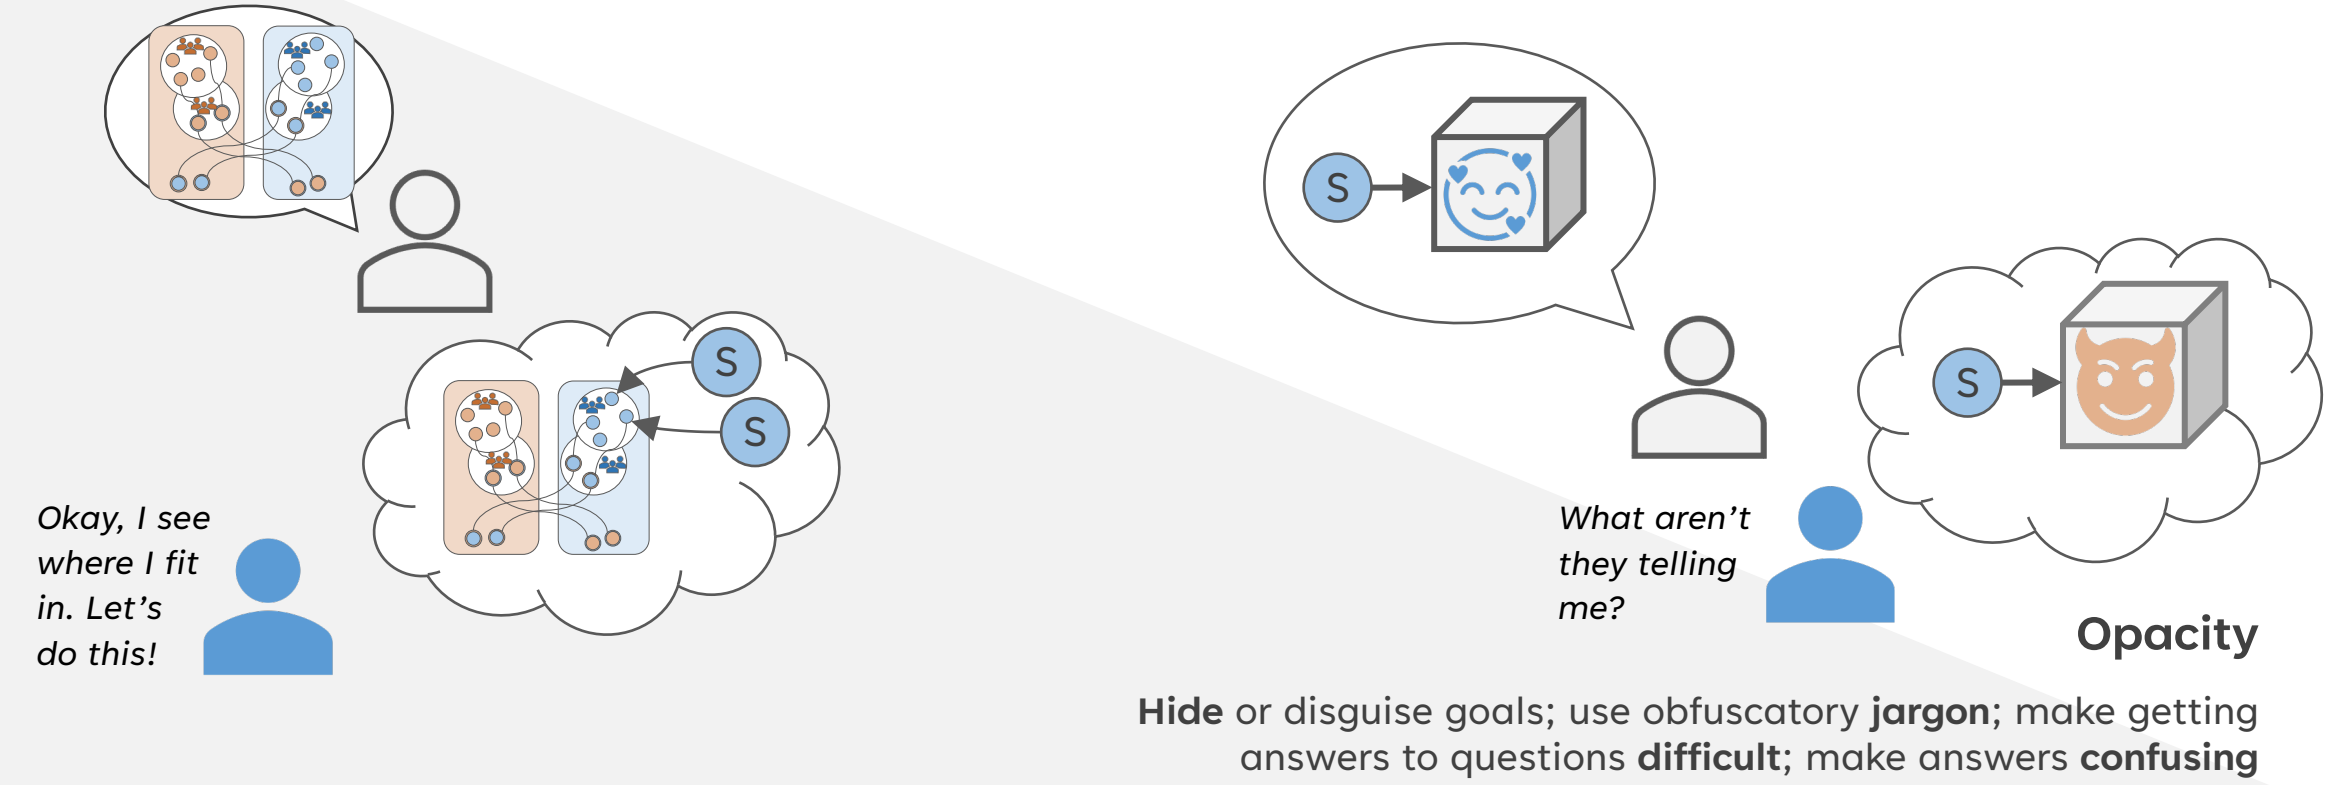 S
S
S
S
Okay, I see
where I fit
in. Let's
do this!
What aren't
they telling
me?
Opacity
Hide or disguise goals; use obfuscatory jargon; make getting
answers to questions difficult; make answers confusing